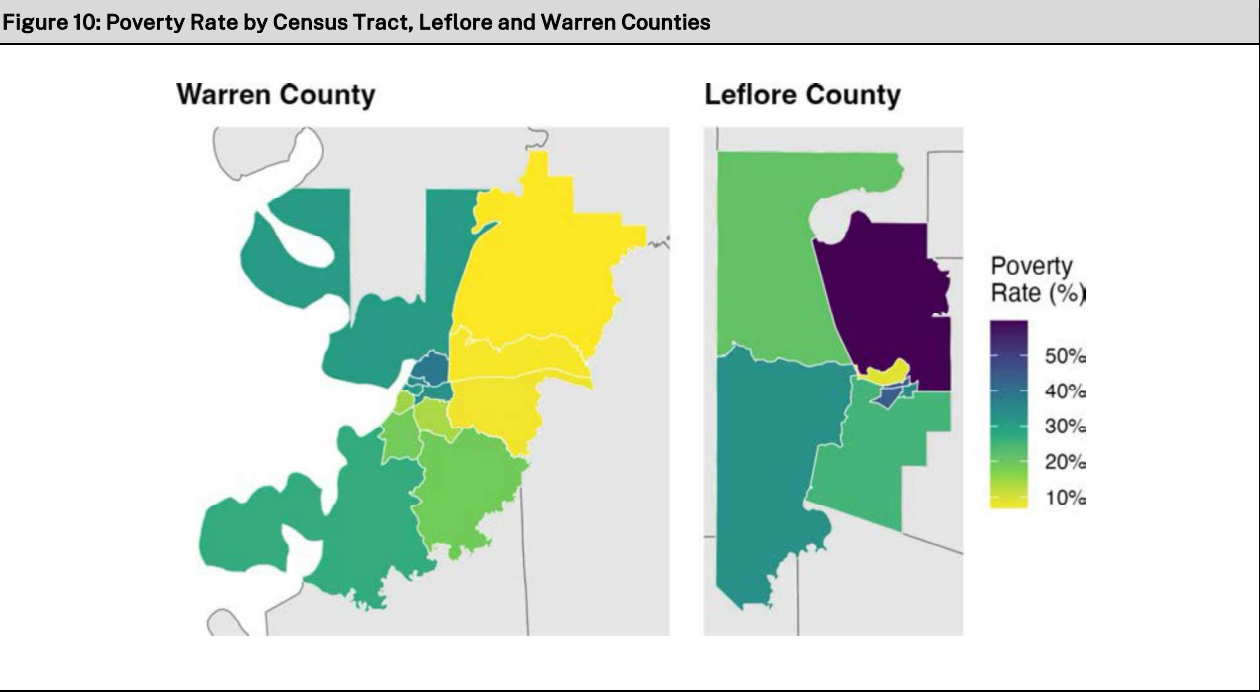 Figure 10: Poverty Rate by Census Tract, Leflore and Warren Counties
Warren County
Leflore County
Poverty
Rate (%)
50%
40%
30%
20%
10%